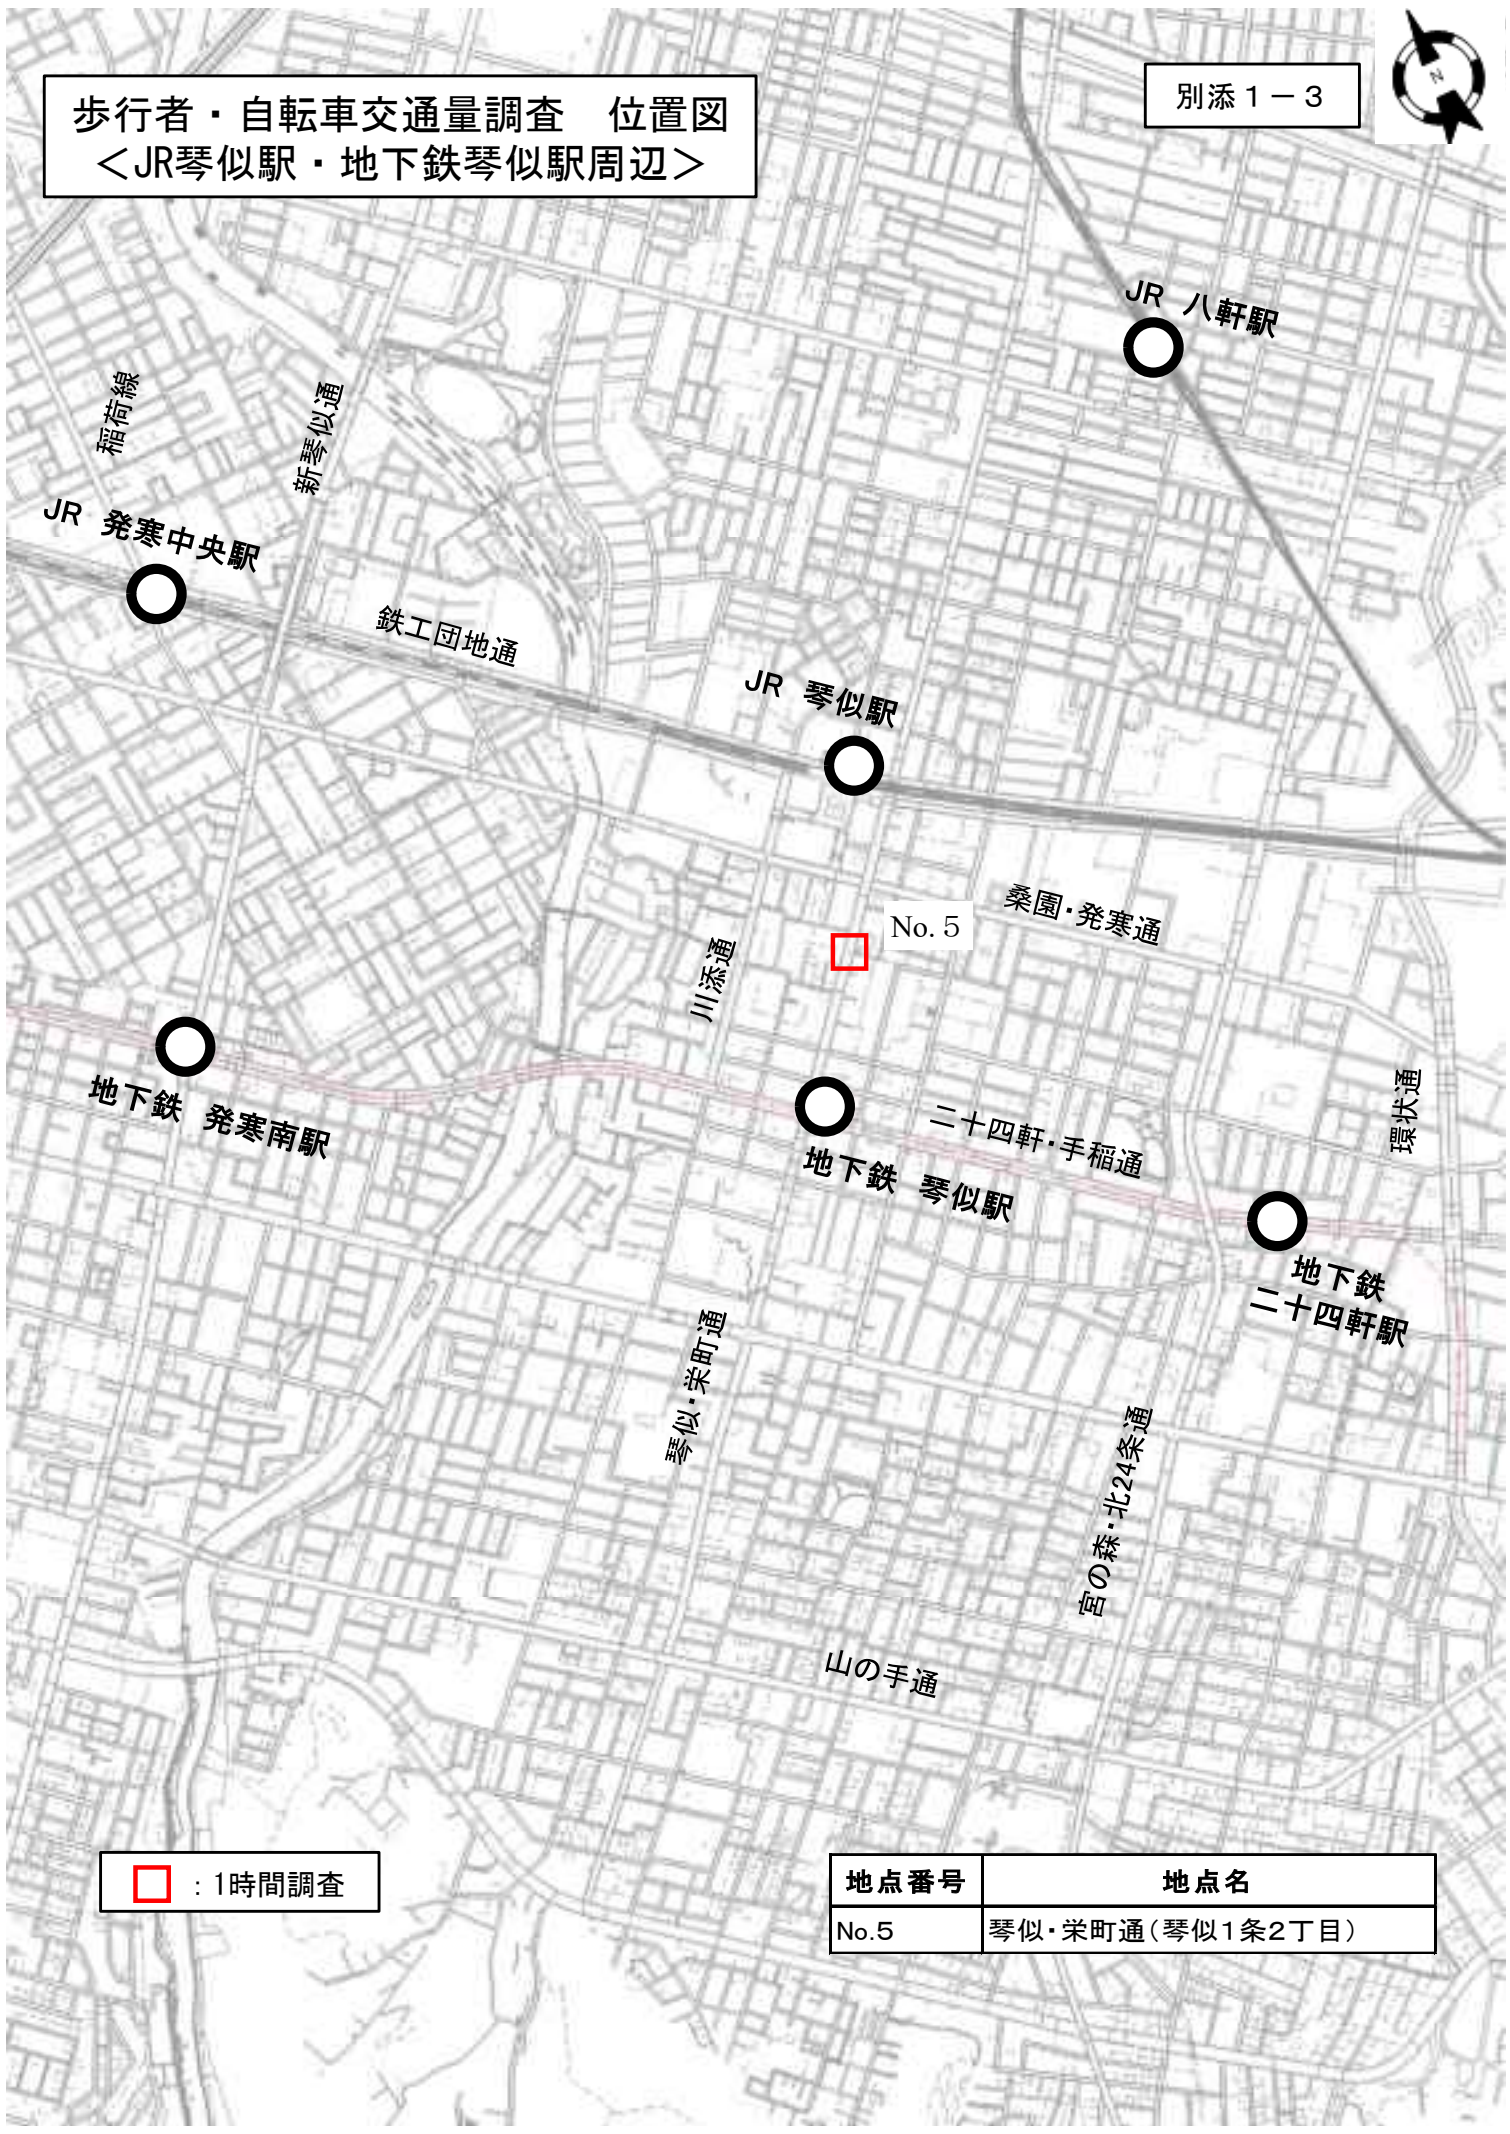 歩行者・自転車交通量調査　位置図
＜JR琴似駅・地下鉄琴似駅周辺＞
別添１－３
N
JR　八軒駅
稲荷線
新琴似通
JR　発寒中央駅
鉄工団地通
JR　琴似駅
桑園・発寒通
No. 5
川添通
地下鉄　発寒南駅
環状通
二十四軒・手稲通
地下鉄　琴似駅
地下鉄
二十四軒駅
琴似・栄町通
宮の森・北24条通
山の手通
：1時間調査
地点番号　地点名
No.5　琴似・栄町通（琴似１条２丁目）